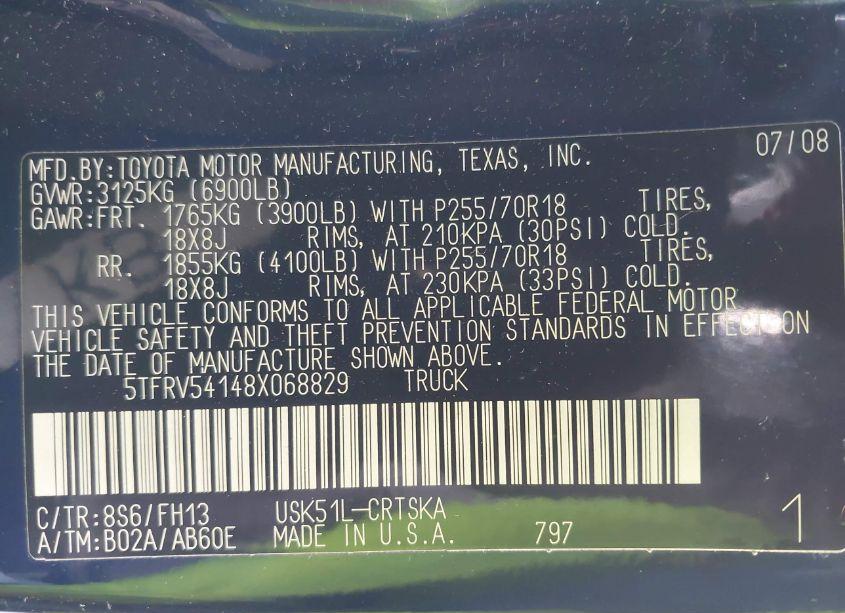 07/08
MFD.BY:TOYOTA MOTOR MANUFACTURING, TEXAS, INC.
GVWR:3125KG (6900LB)
GAWR:FRT. 1765KG (3900LB) WITH P255/70R18 TIRES,
18X8J RIMS, AT 210KPA (30PSI) COLD.
RR. 1855KG (4100LB) WITH P255/70R18 TIRES,
18X8J RIMS, AT 230KPA (33PSI) COLD.
THIS VEHICLE CONFORMS TO ALL APPLICABLE FEDERAL MOTOR
VEHICLE SAFETY AND THEFT PREVENTION STANDARDS IN EFFECT ON
THE DATE OF MANUFACTURE SHOWN ABOVE.
5TFRV54148X068829 TRUCK
C/TR:8S6/FH13 USK51L-CRTSKA
A/TM:B02A/AB60E MADE IN U.S.A. 797 1